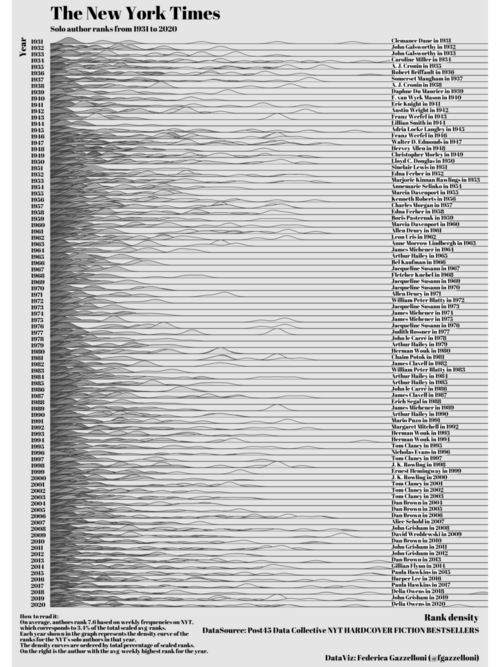 The New York Times
Solo author ranks from 1931 to 2020
Year
1931
1932
1933
1934
1935
1936
1937
1938
1939
1940
1941
1942
1943
1944
1945
1946
1947
1948
1949
1950
1951
1952
1953
1954
1955
1956
1957
1958
1959
1960
1961
1962
1963
1964
1965
1966
1967
1968
1969
1970
1971
1972
1973
1974
1975
1976
1977
1978
1979
1980
1981
1982
1983
1984
1985
1986
1987
1988
1989
1990
1991
1992
1993
1994
1995
1996
1997
1998
1999
2000
2001
2002
2003
2004
2005
2006
2007
2008
2009
2010
2011
2012
2013
2014
2015
2016
2017
2018
2019
2020
Clemance Dane in 1931
John Galsworthy in 1932
John Galsworthy in 1933
Caroline Miller in 1934
A. J. Cronin in 1935
Robert Briffault in 1936
Somerset Maugham in 1937
A. J. Cronin in 1938
Daphne Du Maurier in 1939
F. van Wyck Mason in 1940
Eric Knight in 1941
Austin Wright in 1942
Franz Werfel in 1943
Lillian Smith in 1944
Adria Locke Langley in 1945
Franz Werfel in 1946
Walter D. Edmonds in 1947
Hervey Allen in 1948
Christopher Morley in 1949
Lloyd C. Douglas in 1950
Sinclair Lewis in 1951
Edna Ferber in 1952
Marjorie Kinnan Rawlings in 1953
Annemarie Selinko in 1954
Marcia Davenport in 1955
Kenneth Roberts in 1956
Charles Morgan in 1957
Edna Ferber in 1958
Boris Pasternak in 1959
Marcia Davenport in 1960
Allen Drury in 1961
Leon Uris in 1962
Anne Morrow Lindbergh in 1963
James Michener in 1964
Arthur Hailey in 1965
Bel Kaufman in 1966
Jacqueline Susann in 1967
Fletcher Knebel in 1968
Jacqueline Susann in 1969
Jacqueline Susann in 1970
Allen Drury in 1971
William Peter Blatty in 1972
Jacqueline Susann in 1973
James Michener in 1974
James Michener in 1975
Jacqueline Susann in 1976
Judith Rossner in 1977
John le Carré in 1978
Arthur Hailey in 1979
Herman Wouk in 1980
Chaim Potok in 1981
James Clavell in 1982
William Peter Blatty in 1983
Arthur Hailey in 1984
Arthur Hailey in 1985
John le Carré in 1986
James Clavell in 1987
Erich Segal in 1988
James Michener in 1989
Arthur Hailey in 1990
Mario Puzo in 1991
Margaret Mitchell in 1992
Herman Wouk in 1993
Herman Wouk in 1994
Tom Clancy in 1995
Nicholas Evans in 1996
Tom Clancy in 1997
J. K. Rowling in 1998
Ernest Hemingway in 1999
J. K. Rowling in 2000
Tom Clancy in 2001
Tom Clancy in 2002
Tom Clancy in 2003
Dan Brown in 2004
Dan Brown in 2005
Dan Brown in 2006
Alice Sebold in 2007
John Grisham in 2008
David Wroblewski in 2009
Dan Brown in 2010
John Grisham in 2011
John Grisham in 2012
Dan Brown in 2013
Gillian Flynn in 2014
Paula Hawkins in 2015
Harper Lee in 2016
Paula Hawkins in 2017
Delia Owens in 2018
John Grisham in 2019
Delia Owens in 2020
Rank density
How to read it:
On average, authors rank 7.6 based on weekly frequencies on NYT,
which corresponds to 3.4% of the total scaled avg ranks.
Each year shown in the graph represents the density curve of the
ranks for the NYT's solo authors in that year.
The density curves are ordered by total percentage of scaled ranks.
On the right is the author with the avg weekly highest rank for the year.
DataSource: Post45 Data Collective NYT HARDCOVER FICTION BESTSELLERS
DataViz: Federica Gazzelloni (@fgazzelloni)